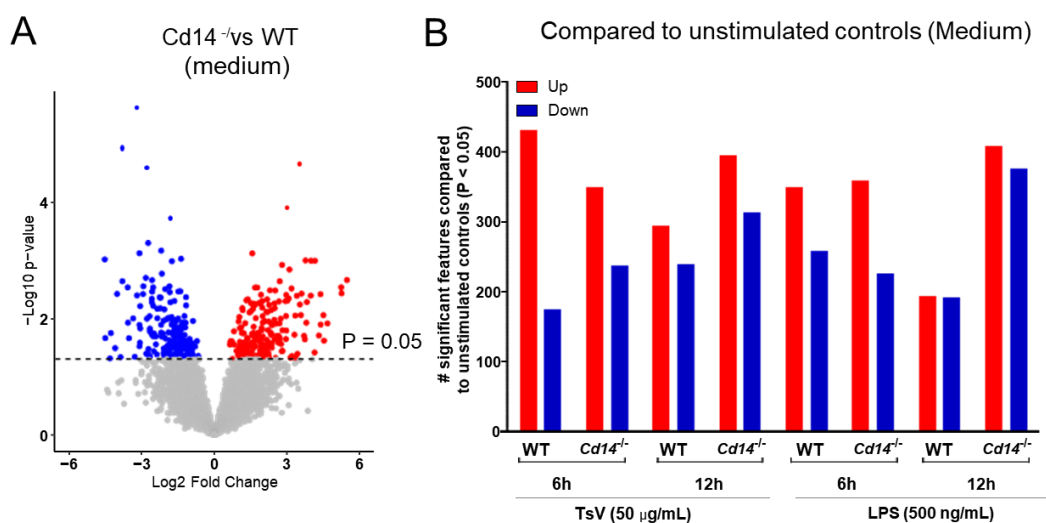 A
Cd14 -/-vs WT
(medium)
−Log10 p−value
4
2
0
P = 0.05
−6
−3
0
3
6
Log2 Fold Change
B
Compared to unstimulated controls (Medium)
# significant features compared
to unstimulated controls (P < 0.05)
500
400
300
200
100
0
Up
Down
WT Cd14-/- WT Cd14-/- WT Cd14-/- WT Cd14-/-
6h 12h 6h 12h
TsV (50 μg/mL) LPS (500 ng/mL)